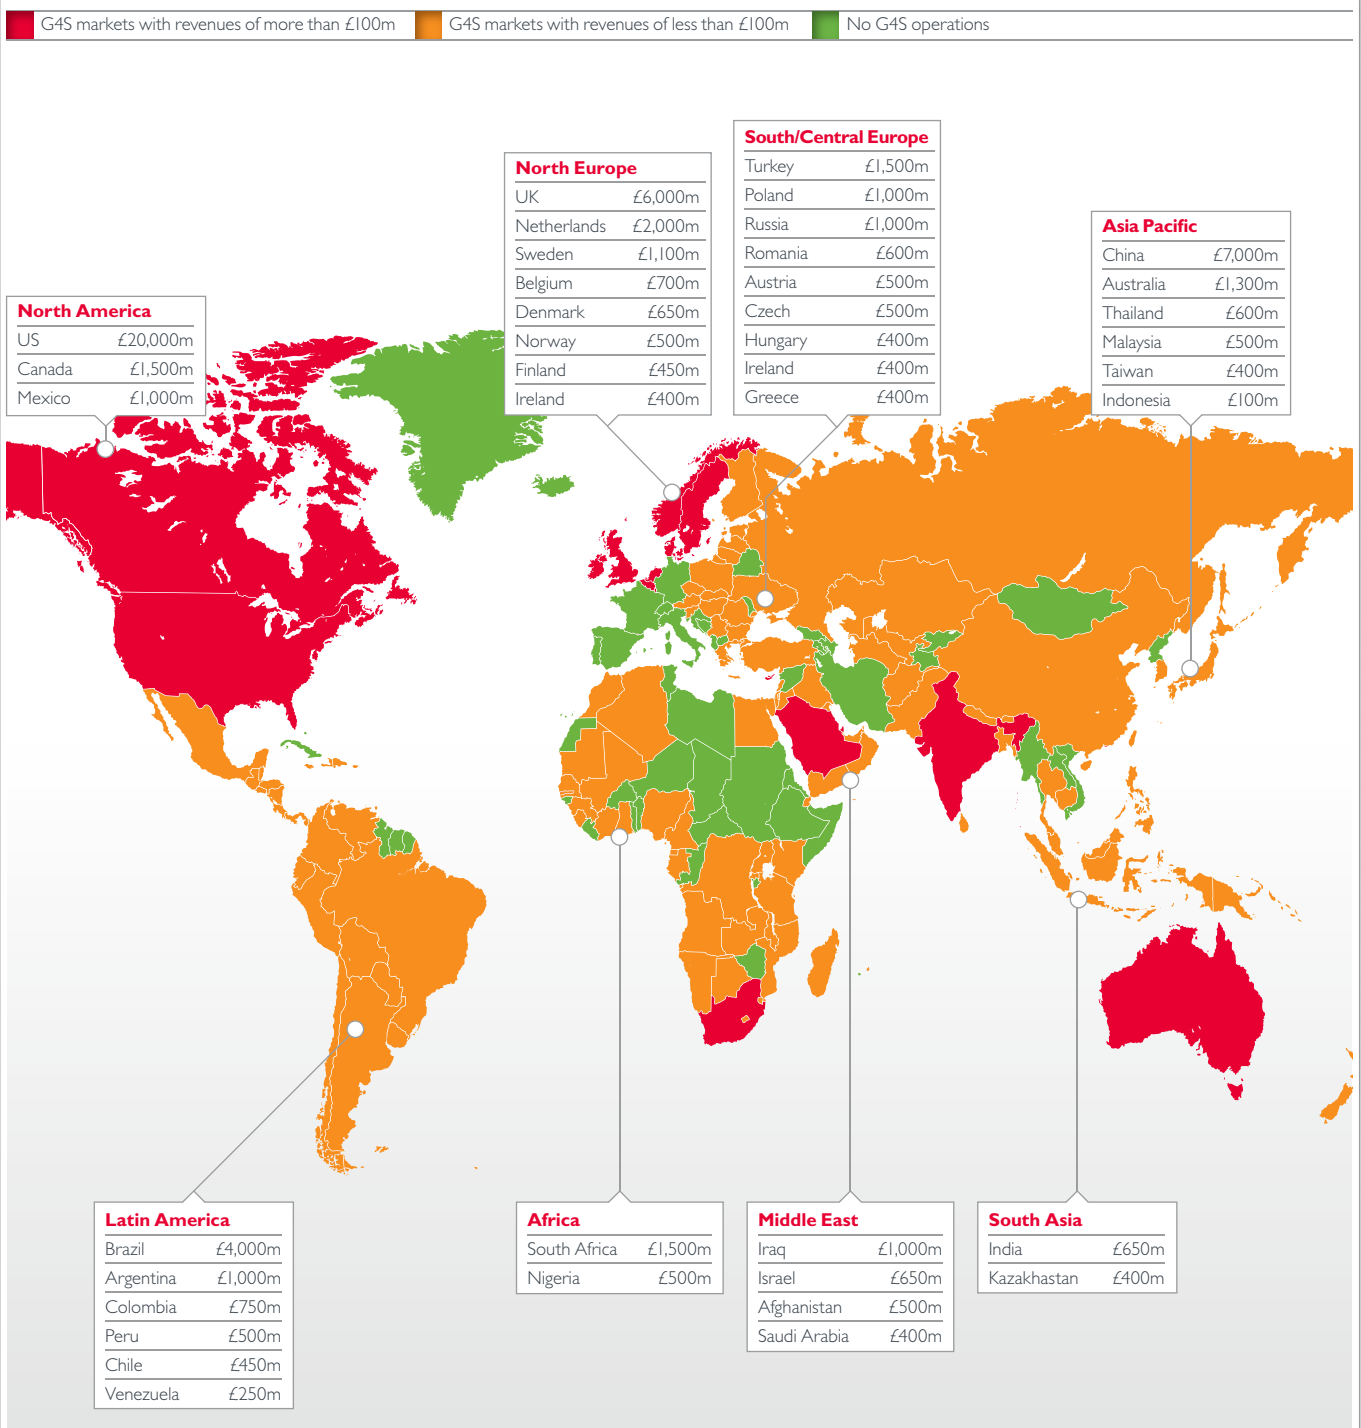 G4S markets with revenues of more than £100m
G4S markets with revenues of less than £100m
No G4S operations
South/Central Europe
Turkey £1,500m
Poland £1,000m
Russia £1,000m
Romania £600m
Austria £500m
Czech £500m
Hungary £400m
Ireland £400m
Greece £400m
North Europe
UK £6,000m
Netherlands £2,000m
Sweden £1,100m
Belgium £700m
Denmark £650m
Norway £500m
Finland £450m
Ireland £400m
Asia Pacific
China £7,000m
Australia £1,300m
Thailand £600m
Malaysia £500m
Taiwan £400m
Indonesia £100m
North America
US £20,000m
Canada £1,500m
Mexico £1,000m
Latin America
Brazil £4,000m
Argentina £1,000m
Colombia £750m
Peru £500m
Chile £450m
Venezuela £250m
Africa
South Africa £1,500m
Nigeria £500m
Middle East
Iraq £1,000m
Israel £650m
Afghanistan £500m
Saudi Arabia £400m
South Asia
India £650m
Kazakhastan £400m